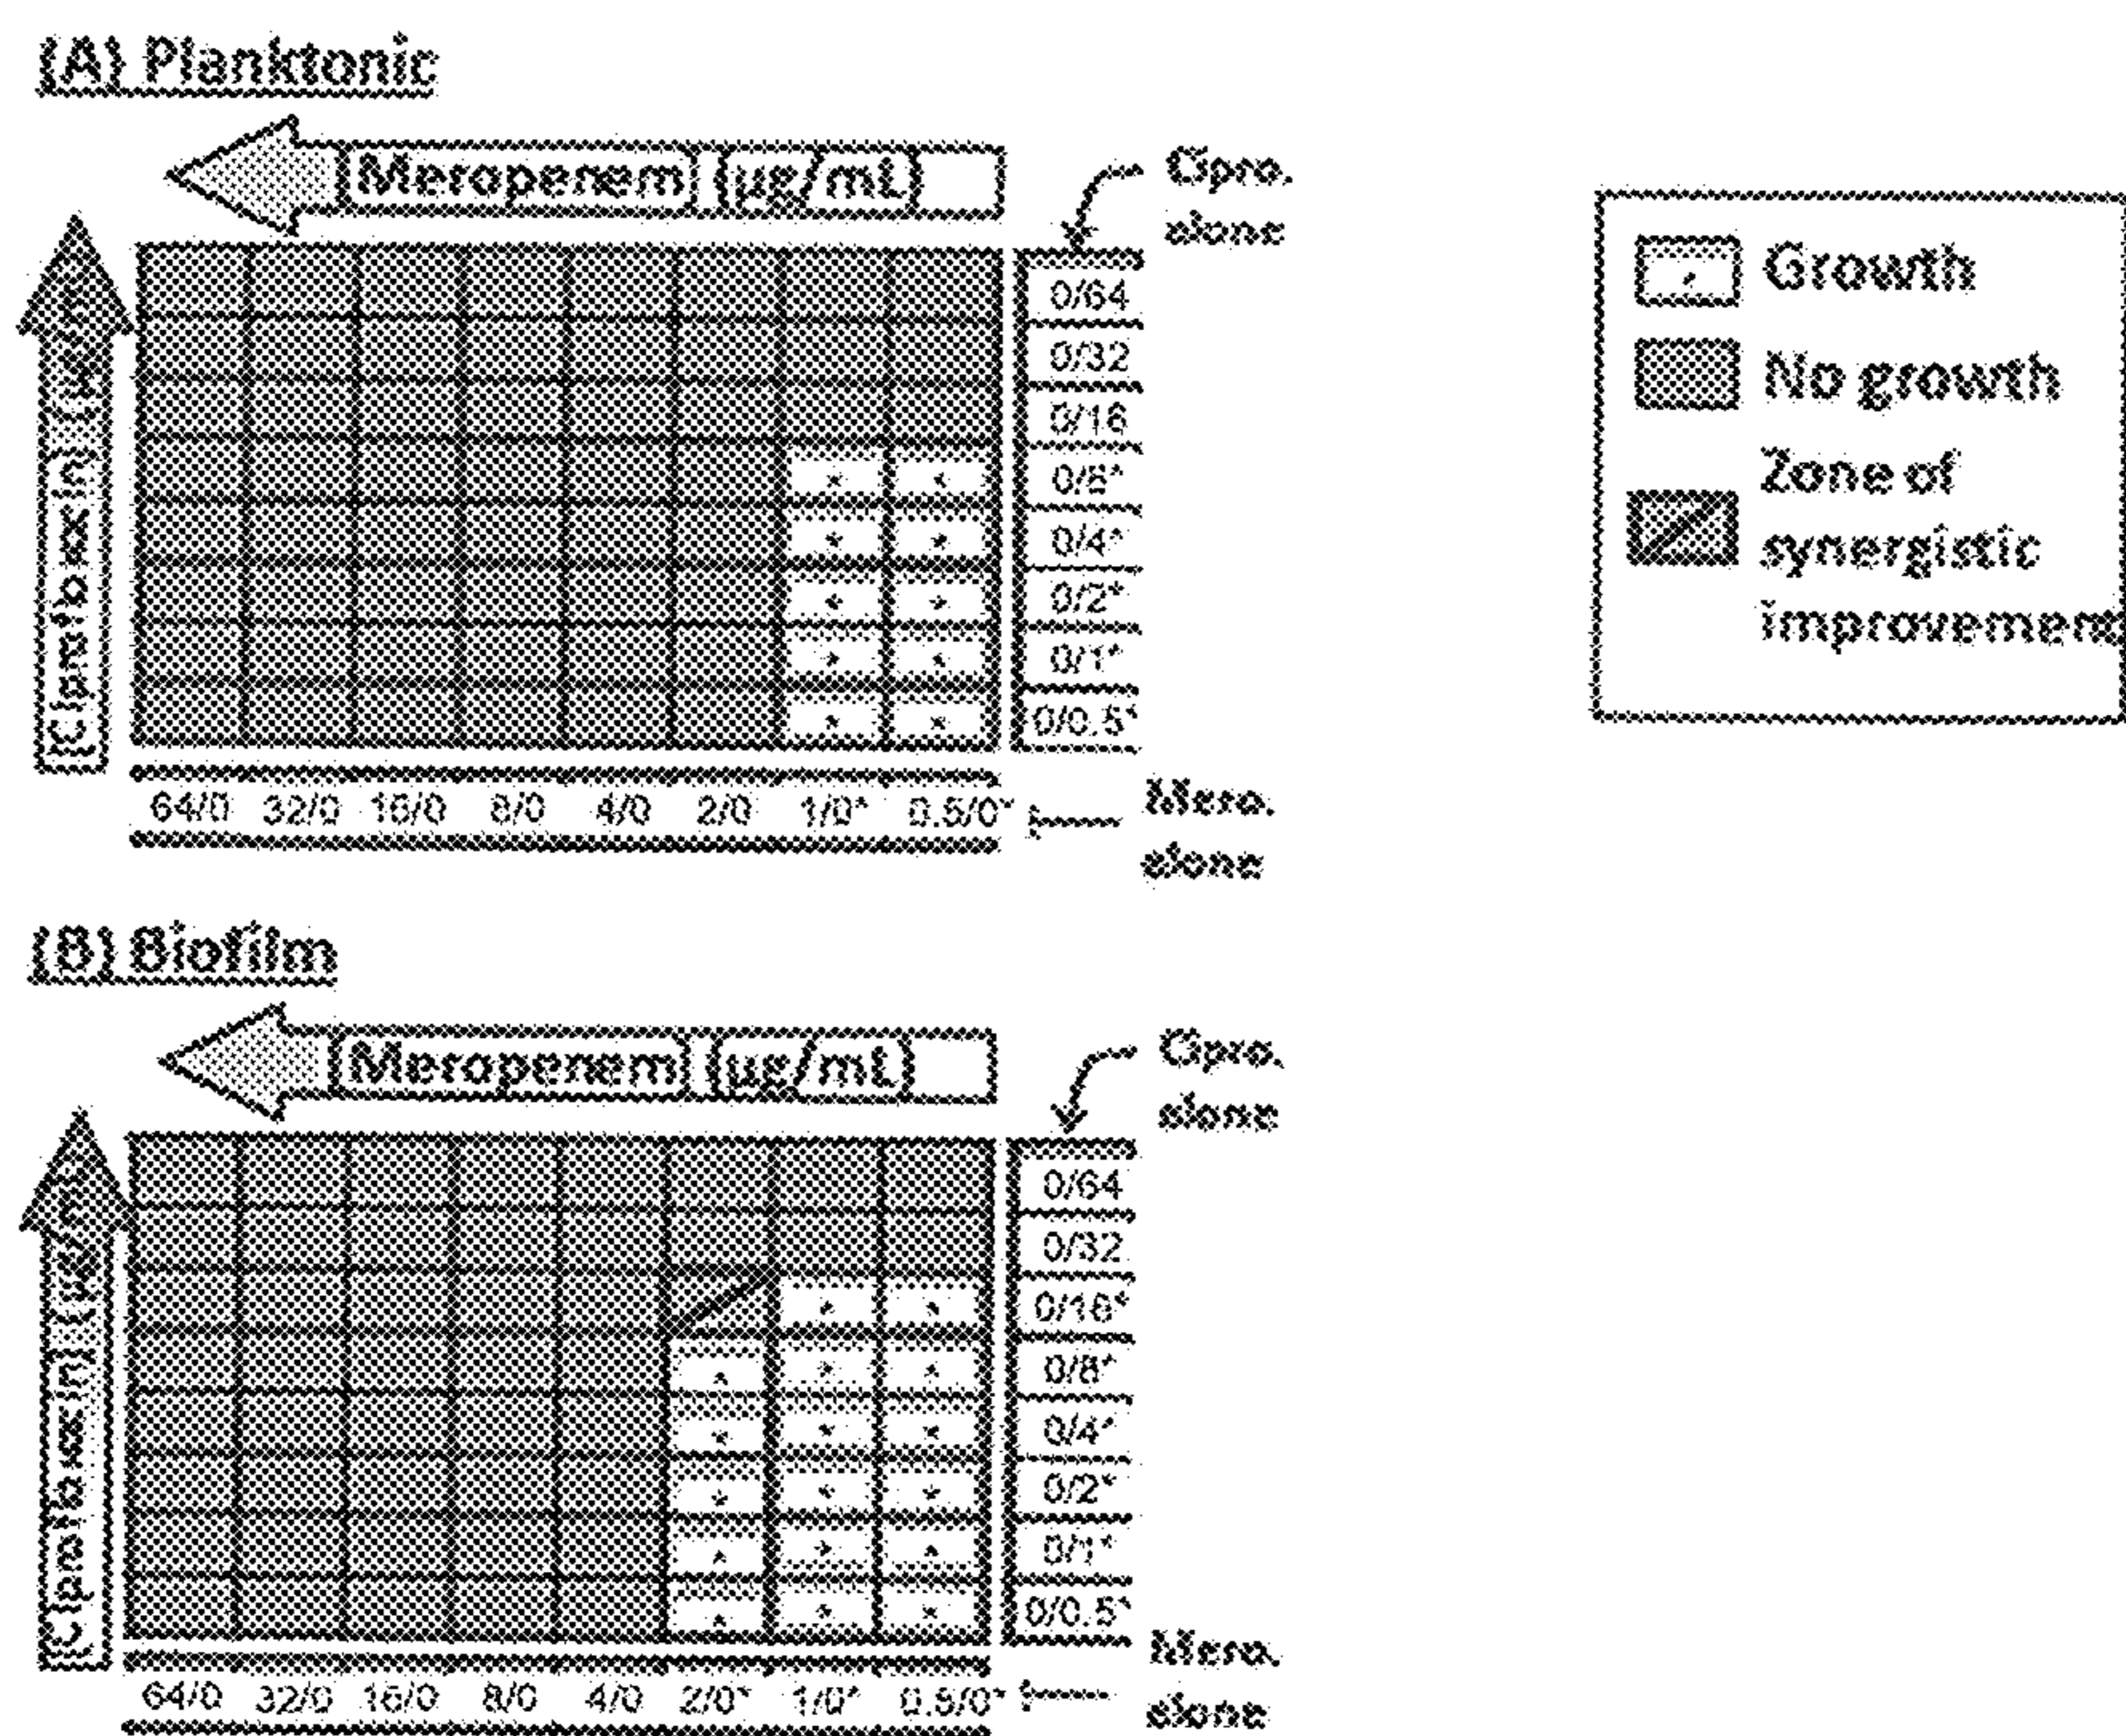 (A) Planktonic
[Meropenem] (µg/mL)
Cipro.
alone
[Ciprofloxacin] (µg/mL)
0/64
0/32
0/16
0/8*
0/4*
0/2*
0/1*
0/0.5*
64/0 32/0 16/0 8/0 4/0 2/0 1/0* 0.5/0*
Mero.
alone
Growth
No growth
Zone of
synergistic
improvement
(B) Biofilm
[Meropenem] (µg/mL)
Cipro.
alone
0/64
0/32
0/16*
0/8*
0/4*
0/2*
0/1*
0/0.5*
64/0 32/0 16/0 8/0 4/0 2/0* 1/0* 0.5/0*
Mero.
alone